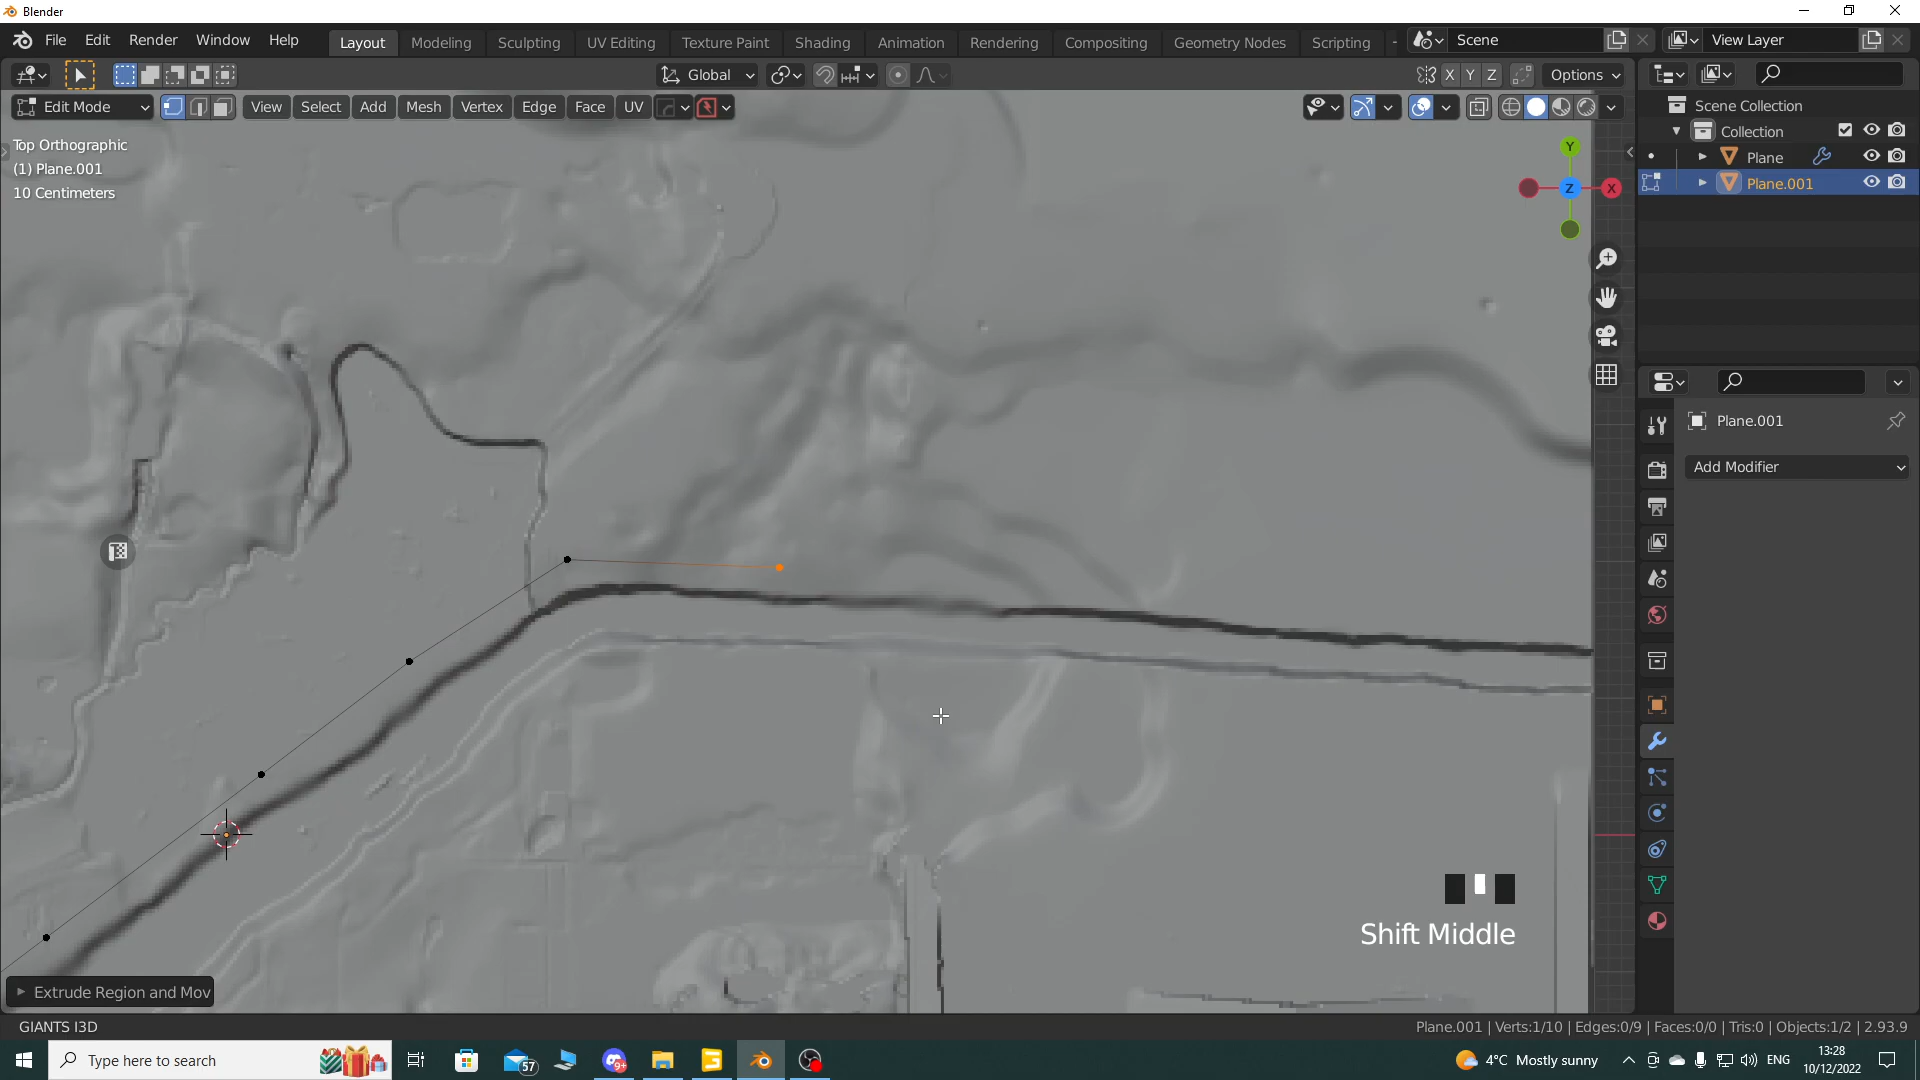 Blender
File Edit Render Window Help Layout Modeling Sculpting UV Editing Texture Paint Shading Animation Rendering Compositing Geometry Nodes Scripting Scene View Layer
Global X Y Z Options
Edit Mode View Select Add Mesh Vertex Edge Face UV
Top Orthographic
(1) Plane.001
10 Centimeters
Y
Z X
Scene Collection
Collection
Plane
Plane.001
Plane.001
Add Modifier
Shift Middle
Extrude Region and Mov
GIANTS I3D
Plane.001 | Verts:1/10 | Edges:0/9 | Faces:0/0 | Tris:0 | Objects:1/2 | 2.93.9
Type here to search
57
9+
4°C Mostly sunny
ENG
13:28
10/12/2022